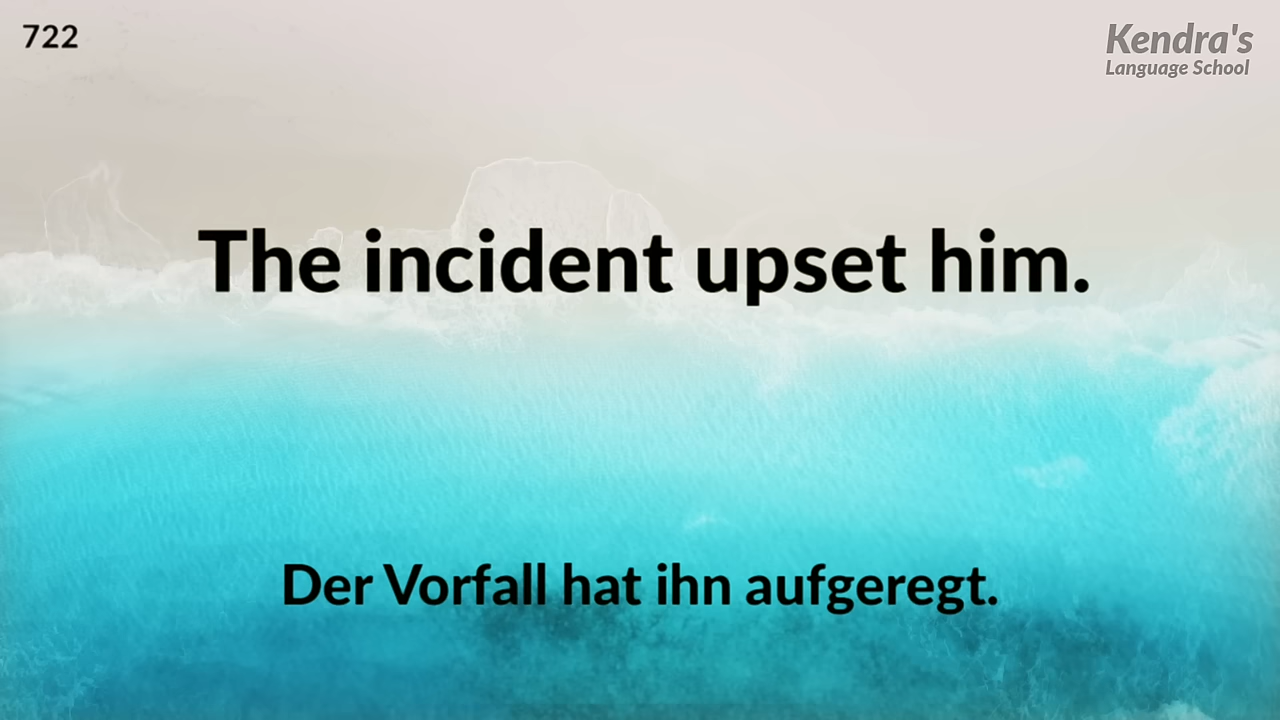 722
Kendra's
Language School
The incident upset him.
Der Vorfall hat ihn aufgeregt.